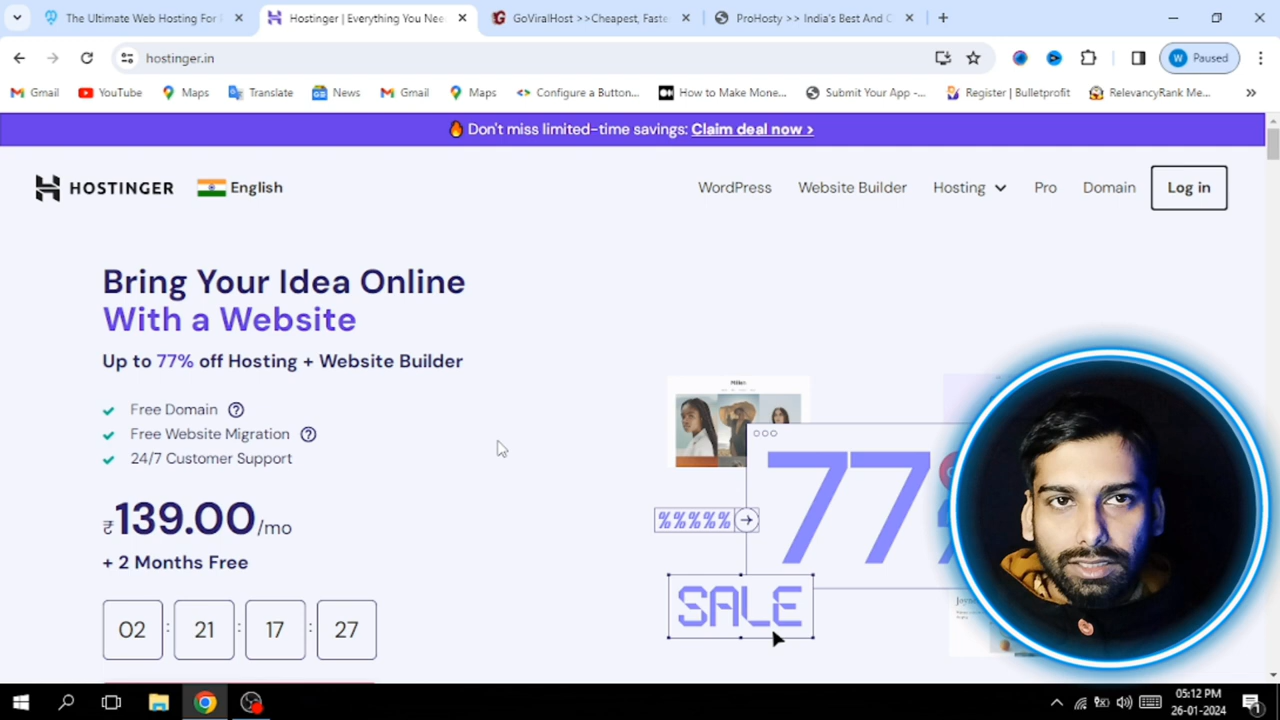 The Ultimate Web Hosting For
Hostinger | Everything You Nee
GoViralHost >>Cheapest, Faste
ProHosty >> India's Best And C
hostinger.in
W Paused
Gmail
YouTube
Maps
Translate
News
Gmail
Maps
Configure a Button...
How to Make Mone...
Submit Your App -...
Register | Bulletprofit
RelevancyRank Me...
Don't miss limited-time savings: Claim deal now >
HOSTINGER
English
WordPress
Website Builder
Hosting
Pro
Domain
Log in
Bring Your Idea Online
With a Website
Up to 77% off Hosting + Website Builder
Free Domain ?
Free Website Migration ?
24/7 Customer Support
₹139.00/mo
+ 2 Months Free
02 : 21 : 17 : 27
77%
%%%%%
SALE
05:12 PM
26-01-2024
1